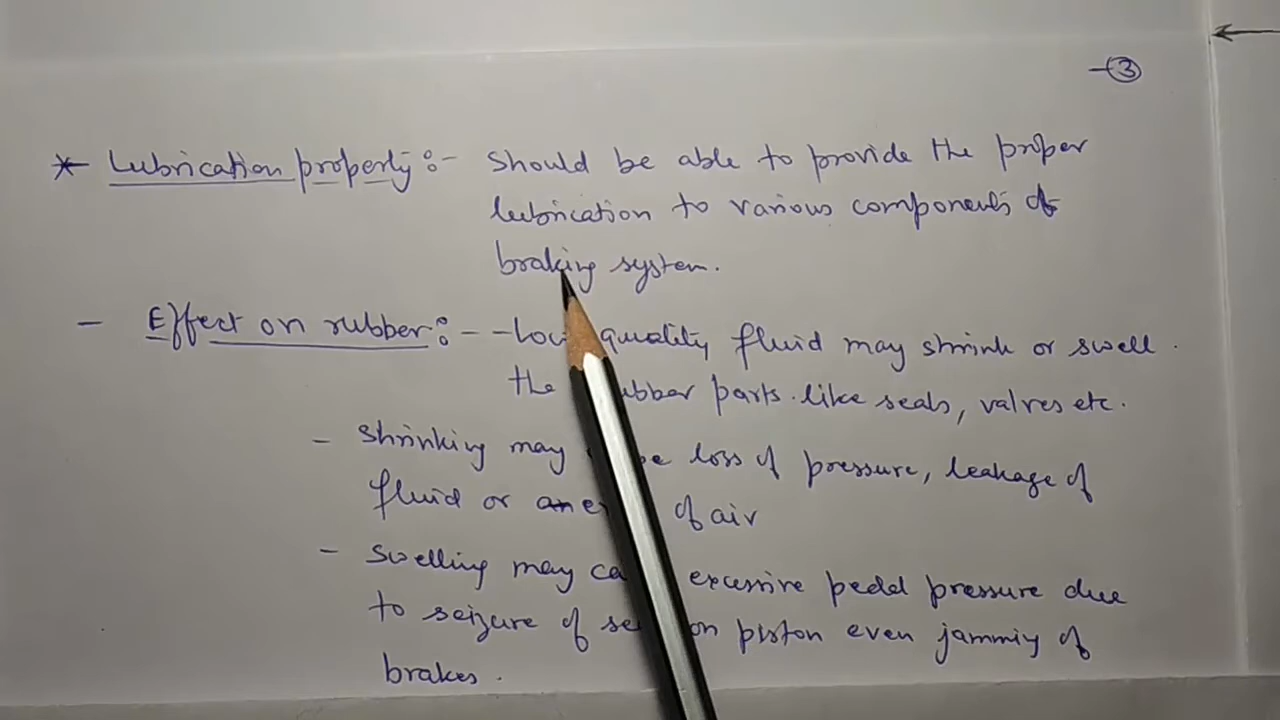 -③
* Lubrication property:- Should be able to provide the proper
lubrication to various components of
braking system.
- Effect on rubber:- - Low quality fluid may shrink or swell
the rubber parts like seals, valves etc.
- Shrinking may loss of pressure, leakage of
fluid or of air
- Swelling may excessive pedal pressure due
to seizure of on piston even jamming of
brakes.